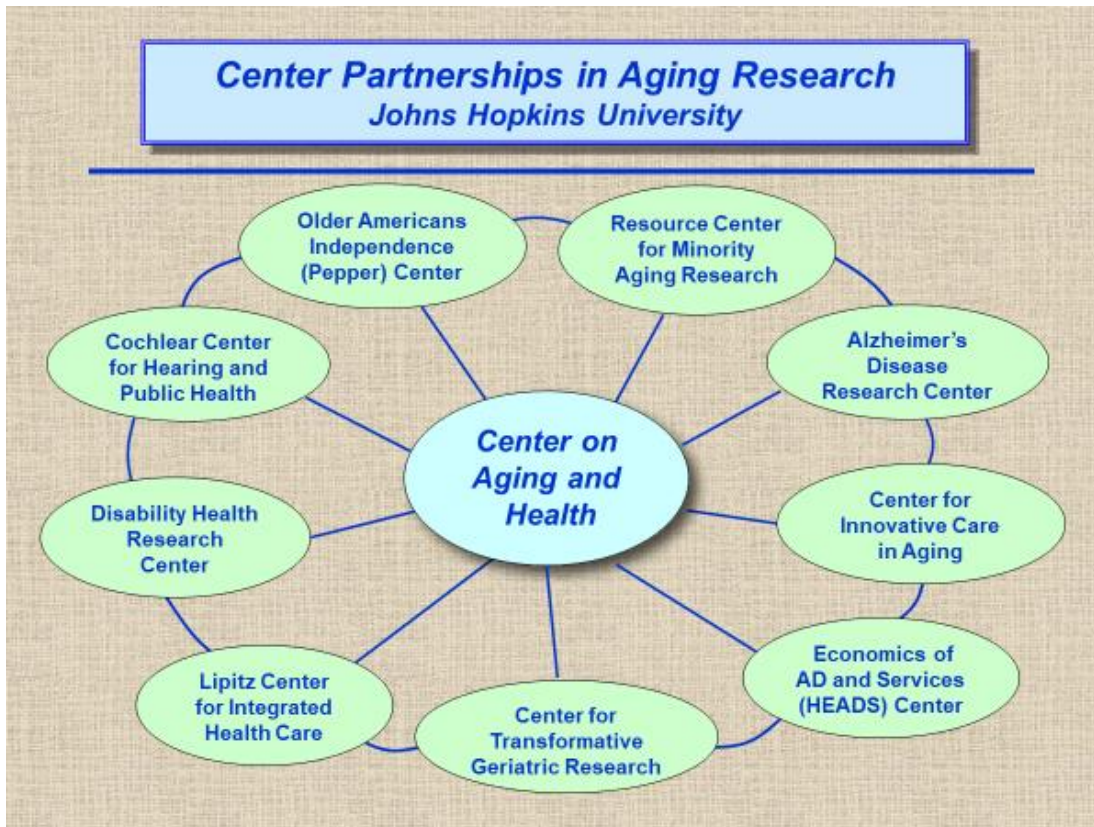 Center Partnerships in Aging Research
Johns Hopkins University
Older Americans
Independence
(Pepper) Center
Resource Center
for Minority
Aging Research
Cochlear Center
for Hearing and
Public Health
Alzheimer’s
Disease
Research Center
Center on
Aging and
Health
Disability Health
Research
Center
Center for
Innovative Care
in Aging
Lipitz Center
for Integrated
Health Care
Center for
Transformative
Geriatric Research
Economics of
AD and Services
(HEADS) Center